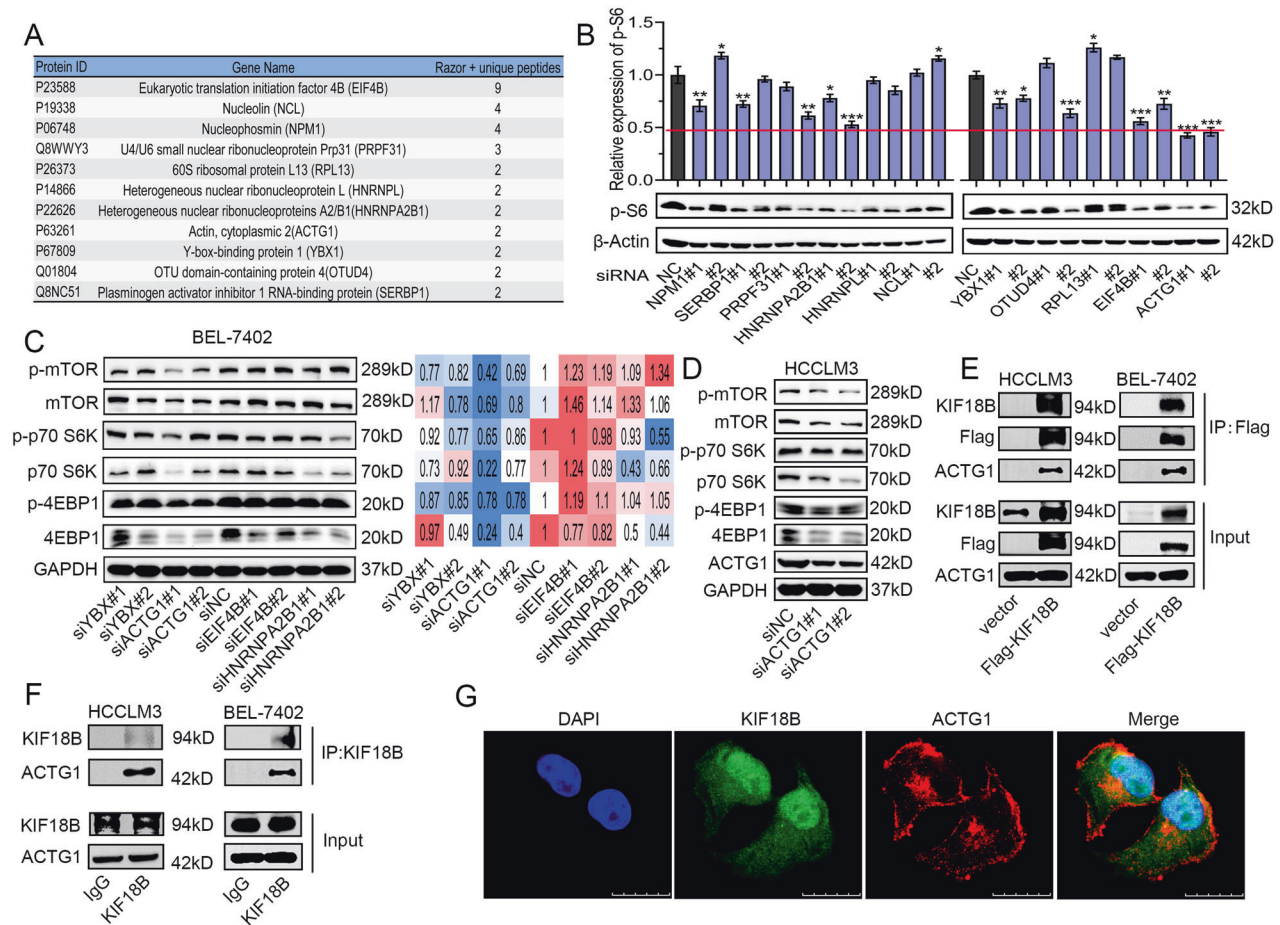 A
Protein ID Gene Name Razor + unique peptides
P23588 Eukaryotic translation initiation factor 4B (EIF4B) 9
P19338 Nucleolin (NCL) 4
P06748 Nucleophosmin (NPM1) 4
Q8WWY3 U4/U6 small nuclear ribonucleoprotein Prp31 (PRPF31) 3
P26373 60S ribosomal protein L13 (RPL13) 2
P14866 Heterogeneous nuclear ribonucleoprotein L (HNRNPL) 2
P22626 Heterogeneous nuclear ribonucleoproteins A2/B1(HNRNPA2B1) 2
P63261 Actin, cytoplasmic 2(ACTG1) 2
P67809 Y-box-binding protein 1 (YBX1) 2
Q01804 OTU domain-containing protein 4(OTUD4) 2
Q8NC51 Plasminogen activator inhibitor 1 RNA-binding protein (SERBP1) 2
B
Relative expression of p-S6
1.5
1.0
0.5
0.0
** * ** ** * *** *
** * *** * *** ** *** ***
p-S6 32kD
β-Actin 42kD
siRNA
NC NPM1#1 #2 SERBP1#1 #2 PRPF31#1 #2 HNRNPA2B1#1 #2 HNRNPL#1 #2 NCL#1 #2
NC YBX1#1 #2 OTUD4#1 #2 RPL13#1 #2 EIF4B#1 #2 ACTG1#1 #2
C
BEL-7402
p-mTOR 289kD
mTOR 289kD
p-p70 S6K 70kD
p70 S6K 70kD
p-4EBP1 20kD
4EBP1 20kD
GAPDH 37kD
siYBX#1 siYBX#2 siACTG1#1 siACTG1#2 siNC siEIF4B#1 siEIF4B#2 siHNRNPA2B1#1 siHNRNPA2B1#2
0.77 0.82 0.42 0.69 1 1.23 1.19 1.09 1.34
1.17 0.78 0.69 0.8 1 1.46 1.14 1.33 1.06
0.92 0.77 0.65 0.86 1 1 0.98 0.93 0.55
0.73 0.92 0.22 0.77 1 1.24 0.89 0.43 0.66
0.87 0.85 0.78 0.78 1 1.19 1.1 1.04 1.05
0.97 0.49 0.24 0.4 1 0.77 0.82 0.5 0.44
siYBX#1 siYBX#2 siACTG1#1 siACTG1#2 siNC siEIF4B#1 siEIF4B#2 siHNRNPA2B1#1 siHNRNPA2B1#2
D
HCCLM3
p-mTOR 289kD
mTOR 289kD
p-p70 S6K 70kD
p70 S6K 70kD
p-4EBP1 20kD
4EBP1 20kD
ACTG1 42kD
GAPDH 37kD
siNC siACTG1#1 siACTG1#2
E
HCCLM3 BEL-7402
KIF18B 94kD
Flag 94kD
ACTG1 42kD
IP:Flag
KIF18B 94kD
Flag 94kD
ACTG1 42kD
Input
vector Flag-KIF18B vector Flag-KIF18B
F
HCCLM3 BEL-7402
KIF18B 94kD
ACTG1 42kD
IP:KIF18B
KIF18B 94kD
ACTG1 42kD
Input
IgG KIF18B IgG KIF18B
G
DAPI KIF18B ACTG1 Merge